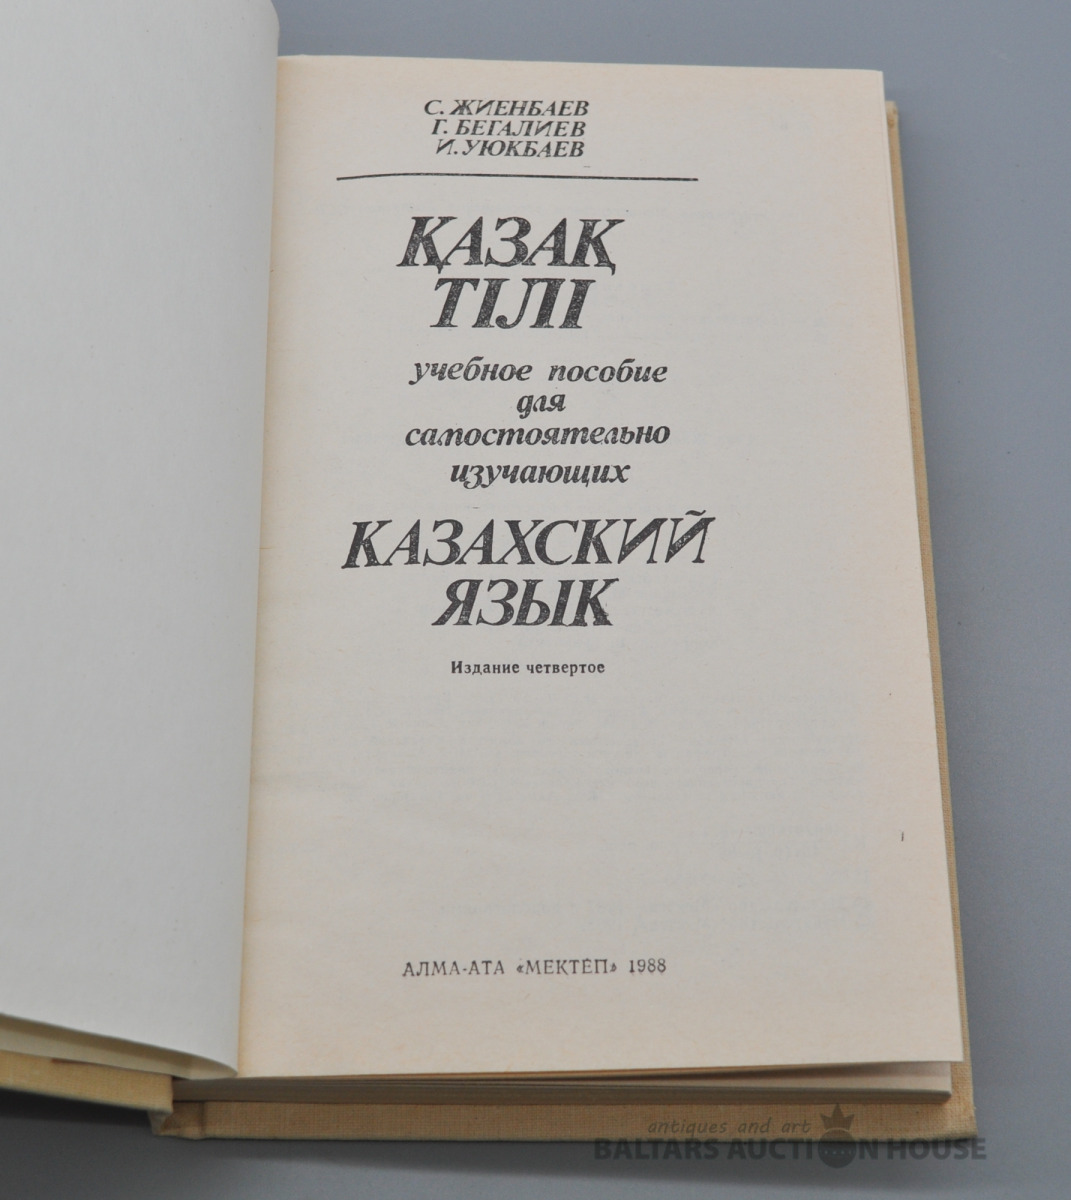 С. ЖИЕНБАЕВ
Г. БЕГАЛИЕВ
И. УЮКБАЕВ
ҚАЗАҚ
ТІЛІ
учебное пособие
для
самостоятельно
изучающих
КАЗАХСКИЙ
ЯЗЫК
Издание четвертое
АЛМА-АТА «МЕКТЕП» 1988
antiques and art
BALTARS AUCTION HOUSE